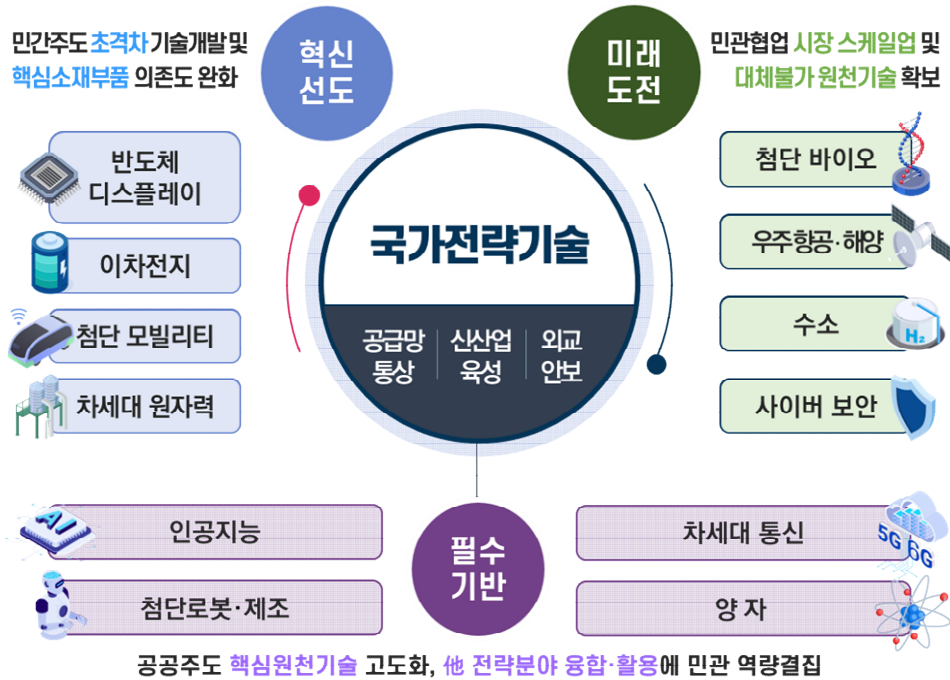 민간주도 초격차 기술개발 및
핵심소재부품 의존도 완화
혁신
선도
미래
도전
민관협업 시장 스케일업 및
대체불가 원천기술 확보
반도체
디스플레이
이차전지
첨단 모빌리티
차세대 원자력
국가전략기술
공급망
통상
신산업
육성
외교
안보
첨단 바이오
우주항공·해양
수소
H₂
사이버 보안
AI
인공지능
첨단로봇·제조
필수
기반
차세대 통신
5G 6G
양 자
공공주도 핵심원천기술 고도화, 他 전략분야 융합·활용에 민관 역량결집